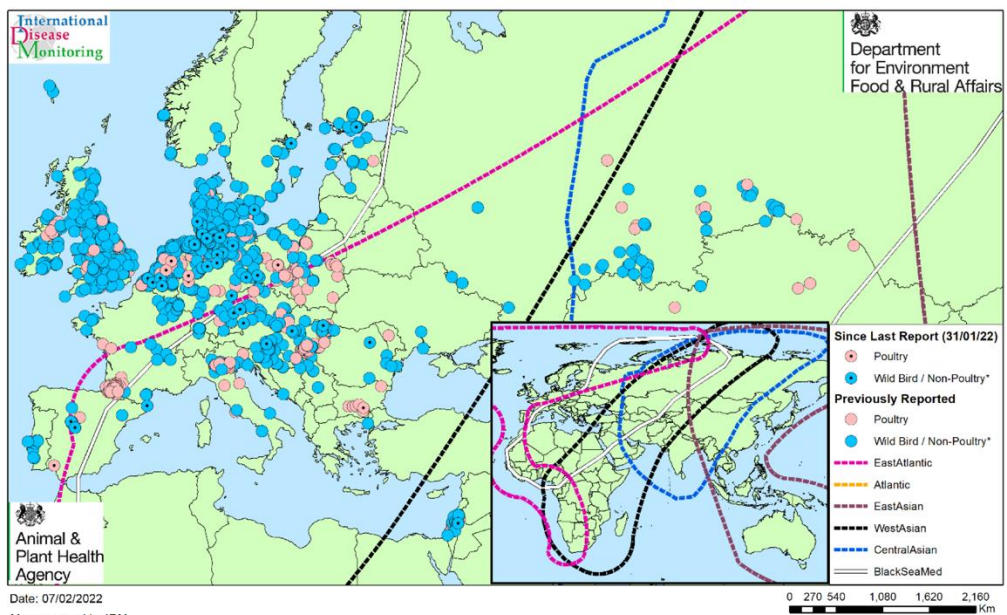 International
Disease
Monitoring
Department
for Environment
Food & Rural Affairs
Since Last Report (31/01/22)
Poultry
Wild Bird / Non-Poultry*
Previously Reported
Poultry
Wild Bird / Non-Poultry*
EastAtlantic
Atlantic
EastAsian
WestAsian
CentralAsian
BlackSeaMed
Animal &
Plant Health
Agency
Date: 07/02/2022
0 270 540 1,080 1,620 2,160
Km